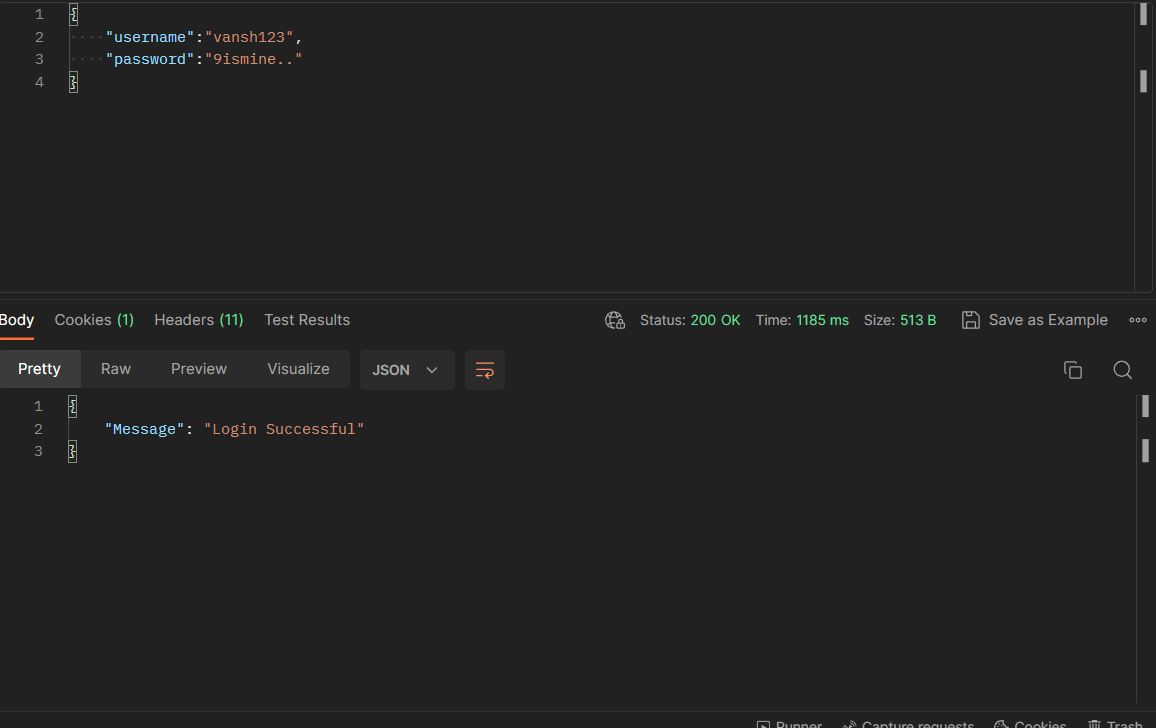 1 {
2 "username":"vansh123",
3 "password":"9ismine.."
4 }
Body Cookies (1) Headers (11) Test Results Status: 200 OK Time: 1185 ms Size: 513 B Save as Example
Pretty Raw Preview Visualize JSON
1 {
2 "Message": "Login Successful"
3 }
Runner Capture requests Cookies Trash